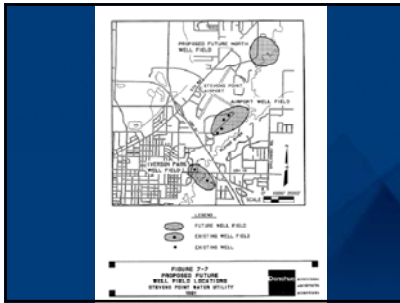 PROPOSED FUTURE NORTH
WELL FIELD
STEVENS POINT
AIRPORT
AIRPORT WELL FIELD
IVERSON PARK
WELL FIELD
SCALE
LEGEND
FUTURE WELL FIELD
EXISTING WELL FIELD
EXISTING WELL
FIGURE 7-7
PROPOSED FUTURE
WELL FIELD LOCATIONS
STEVENS POINT WATER UTILITY
1981
Donohue